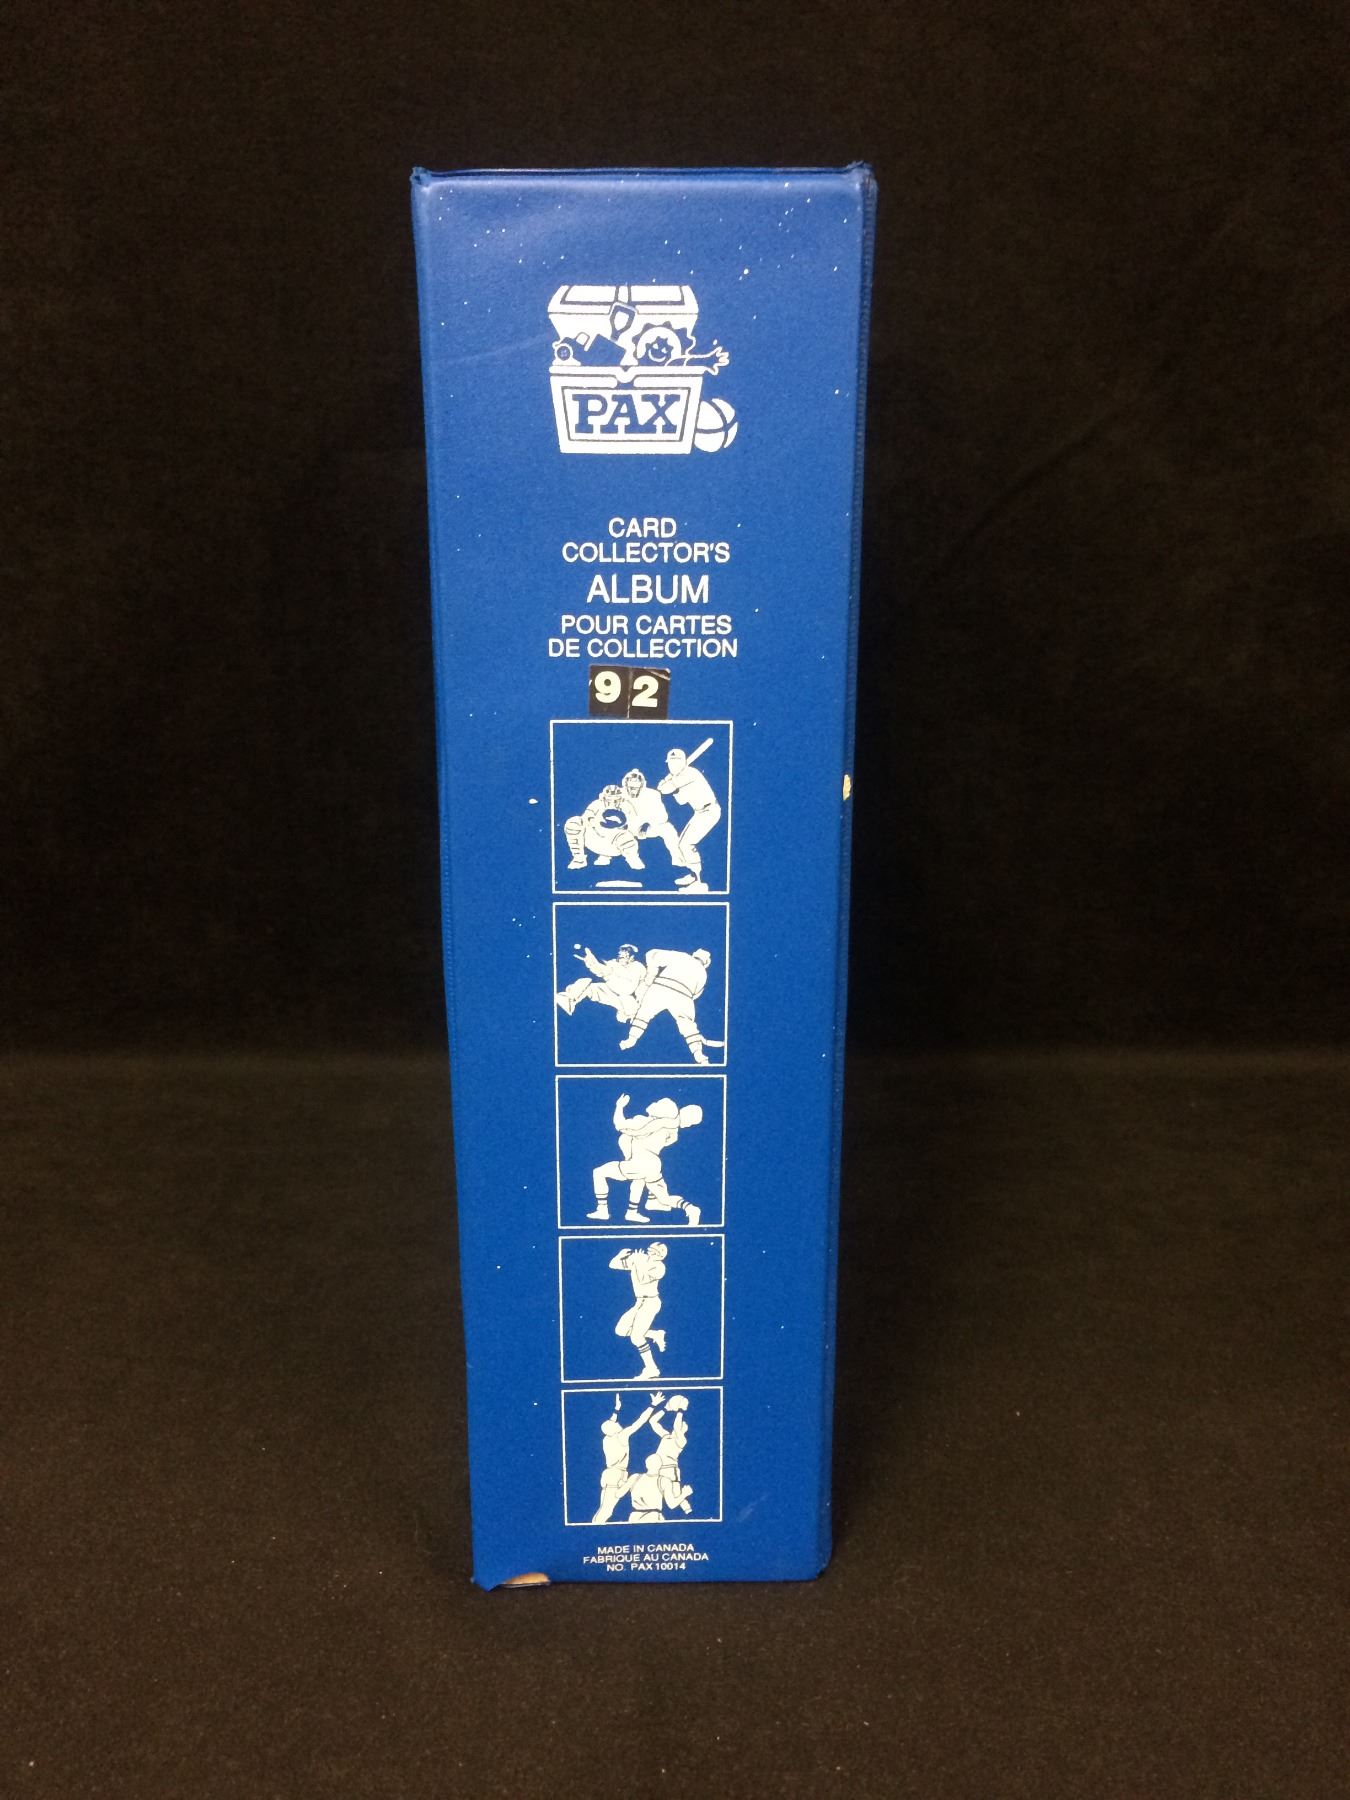 PAX
CARD
COLLECTOR'S
ALBUM
POUR CARTES
DE COLLECTION
92
MADE IN CANADA
FABRIQUE AU CANADA
NO. PAX 10014